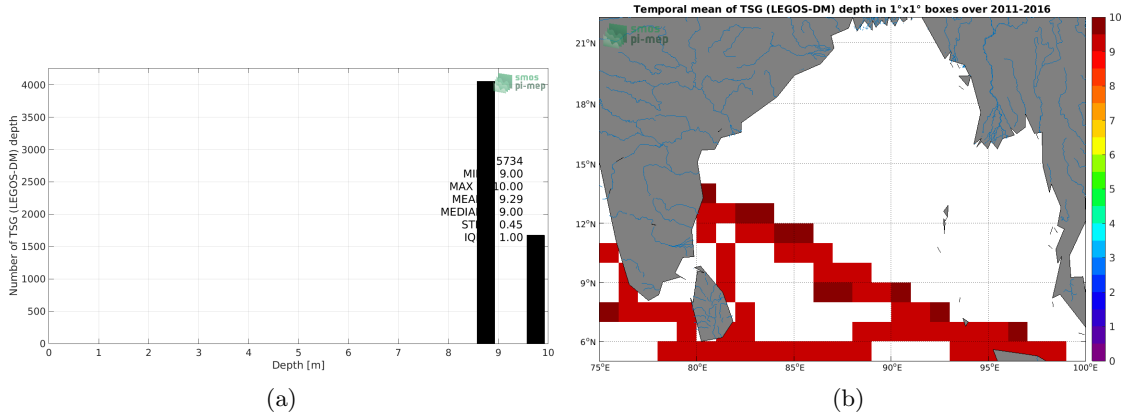 smos
pi-mep
4000
3500
3000
2500
2000
1500
1000
500
0
Number of TSG (LEGOS-DM) depth
5734
9.00
MAX 10.00
9.29
MEDIAN 9.00
0.45
1.00
0 1 2 3 4 5 6 7 8 9 10
Depth [m]
(a)
Temporal mean of TSG (LEGOS-DM) depth in 1°x1° boxes over 2011-2016
smos
pi-mep
21°N
18°N
15°N
12°N
9°N
6°N
75°E 80°E 85°E 90°E 95°E 100°E
10
9
8
7
6
5
4
3
2
1
0
(b)